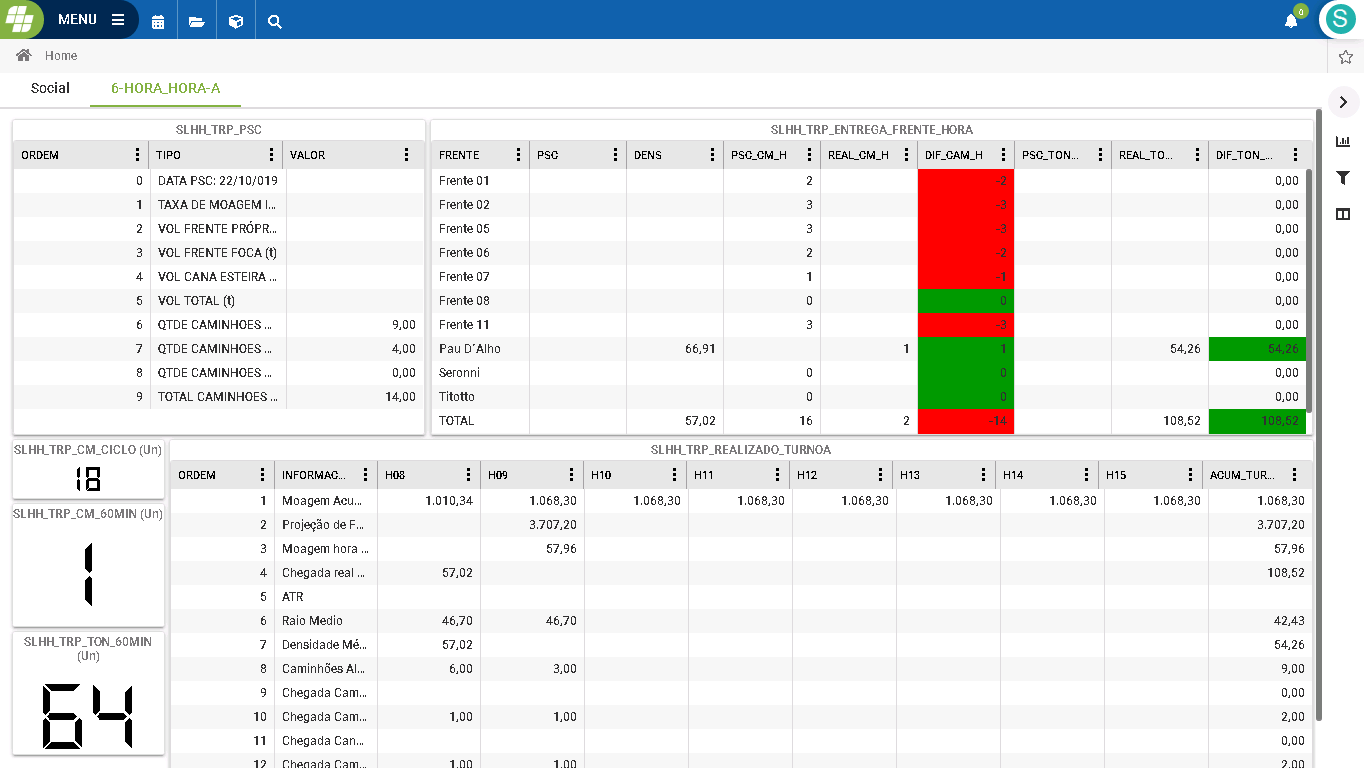 MENU
0
S
Home
Social 6-HORA_HORA-A
SLHH_TRP_PSC
ORDEM TIPO VALOR
0 DATA PSC: 22/10/019
1 TAXA DE MOAGEM I...
2 VOL FRENTE PRÓPR...
3 VOL FRENTE FOCA (t)
4 VOL CANA ESTEIRA ...
5 VOL TOTAL (t)
6 QTDE CAMINHOES ... 9,00
7 QTDE CAMINHOES ... 4,00
8 QTDE CAMINHOES ... 0,00
9 TOTAL CAMINHOES ... 14,00
SLHH_TRP_ENTREGA_FRENTE_HORA
FRENTE PSC DENS PSC_CM_H REAL_CM_H DIF_CAM_H PSC_TON... REAL_TO... DIF_TON_...
Frente 01 2 -2 0,00
Frente 02 3 -3 0,00
Frente 05 3 -3 0,00
Frente 06 2 -2 0,00
Frente 07 1 -1 0,00
Frente 08 0 0 0,00
Frente 11 3 -3 0,00
Pau D´Alho 66,91 1 1 54,26 54,26
Seronni 0 0 0,00
Titotto 0 0 0,00
TOTAL 57,02 16 2 -14 108,52 108,52
SLHH_TRP_CM_CICLO (Un)
18
SLHH_TRP_CM_60MIN (Un)
1
SLHH_TRP_TON_60MIN
(Un)
64
SLHH_TRP_REALIZADO_TURNOA
ORDEM INFORMAC... H08 H09 H10 H11 H12 H13 H14 H15 ACUM_TUR...
1 Moagem Acu... 1.010,34 1.068,30 1.068,30 1.068,30 1.068,30 1.068,30 1.068,30 1.068,30 1.068,30
2 Projeção de F... 3.707,20 3.707,20
3 Moagem hora ... 57,96 57,96
4 Chegada real ... 57,02 108,52
5 ATR
6 Raio Medio 46,70 46,70 42,43
7 Densidade Mé... 57,02 54,26
8 Caminhões Al... 6,00 3,00 9,00
9 Chegada Cam... 0,00
10 Chegada Cam... 1,00 1,00 2,00
11 Chegada Can... 0,00
12 Chegada Cam... 1,00 1,00 2,00